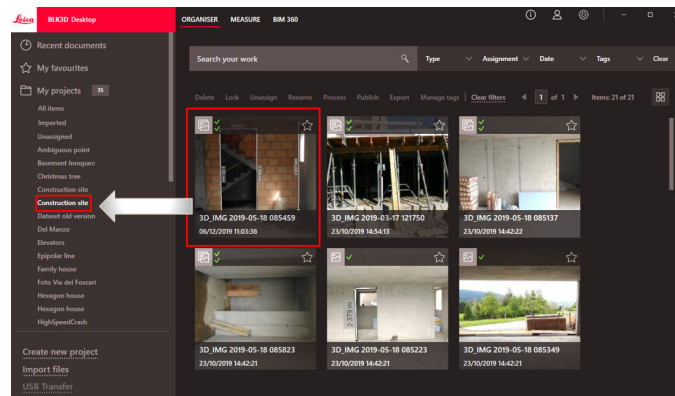 Leica BLK3D Desktop ORGANISER MEASURE BIM 360
Recent documents
My favourites
My projects 35
All items
Imported
Unassigned
Ambiguous point
Basement Innoparc
Christmas tree
Construction site
Construction site
Dataset old version
Del Manzo
Elevators
Epipolar line
Family house
Foto Via dei Foscari
Hexagon house
Hexagon house
HighSpeedCrash
Create new project
Import files
USB Transfer
Search your work Type Assignment Date Tags Clear
Delete Lock Unassign Rename Process Publish Export Manage tags Clear filters 1 of 1 Items: 21 of 21
3D_IMG 2019-05-18 085459
06/12/2019 11:03:36
3D_IMG 2019-03-17 121750
23/10/2019 14:54:13
3D_IMG 2019-05-18 085137
23/10/2019 14:42:22
2.379 m
3D_IMG 2019-05-18 085823
23/10/2019 14:42:21
3D_IMG 2019-05-18 085223
23/10/2019 14:42:21
3D_IMG 2019-05-18 085349
23/10/2019 14:42:21